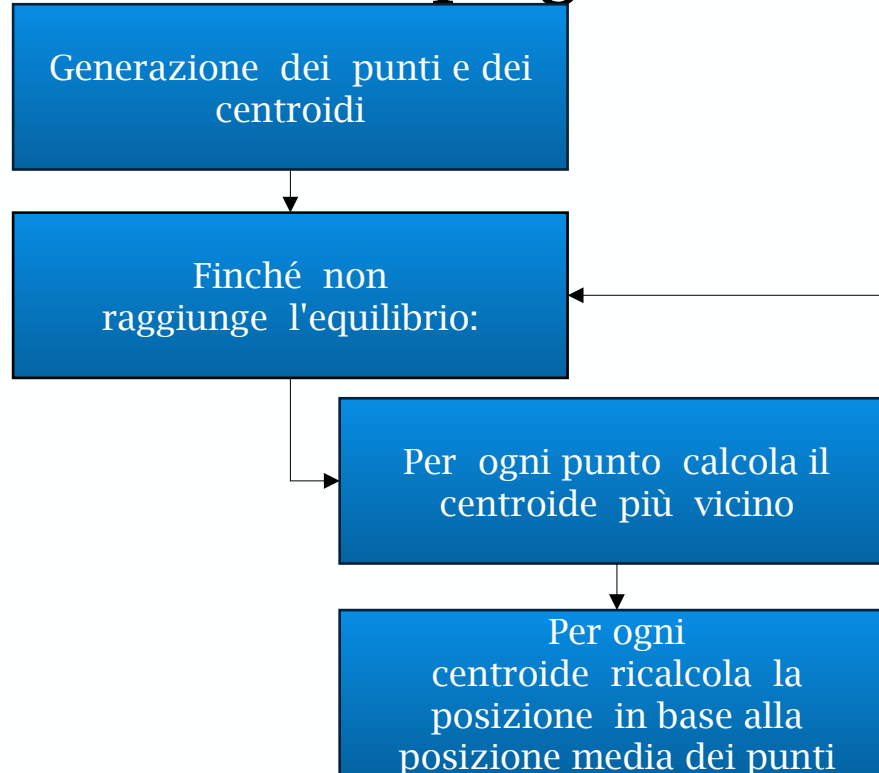 Generazione dei punti e dei
centroidi
Finché non
raggiunge l'equilibrio:
Per ogni punto calcola il
centroide più vicino
Per ogni
centroide ricalcola la
posizione in base alla
posizione media dei punti